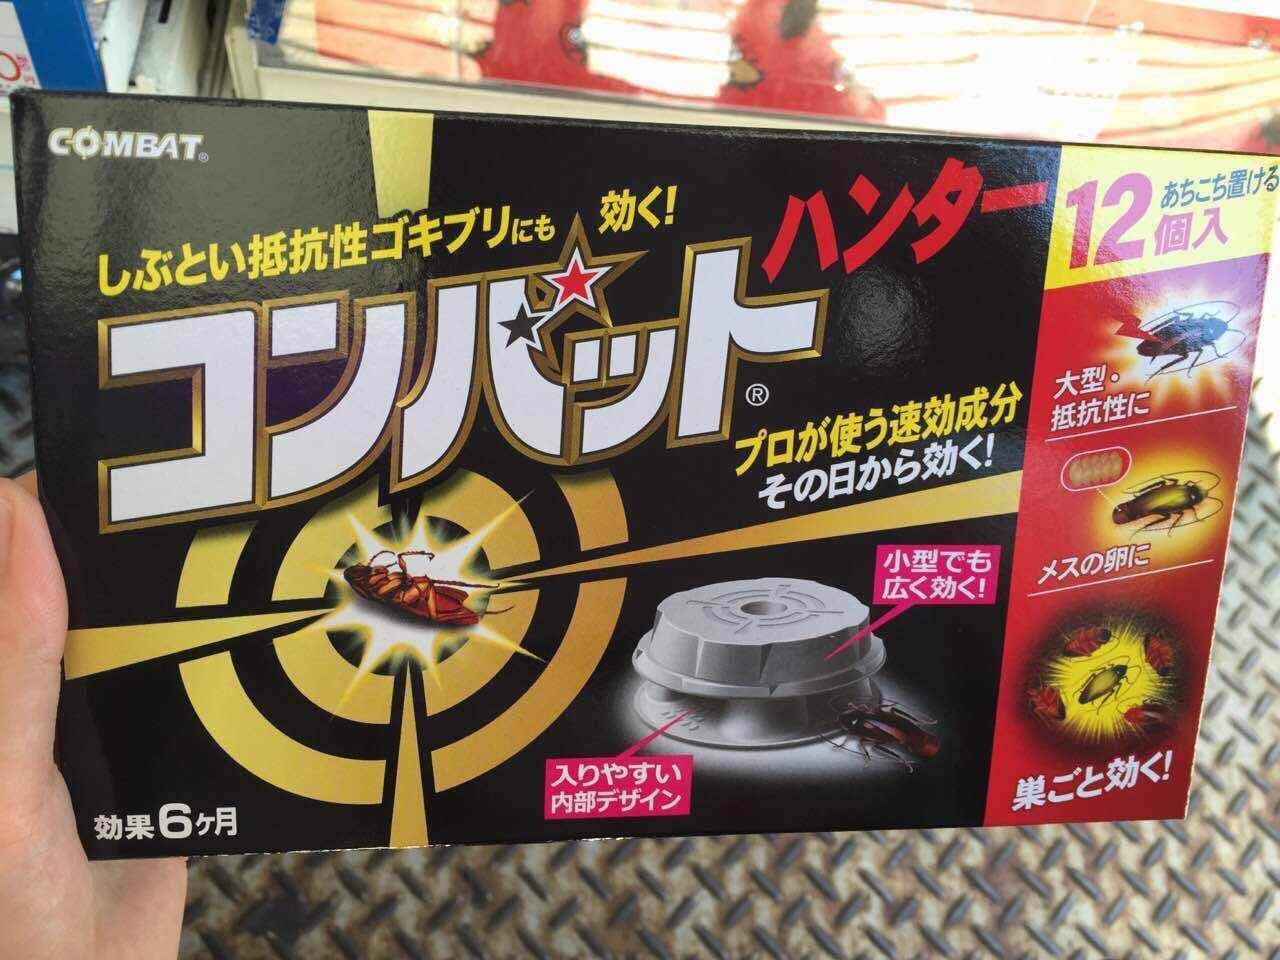 COMBAT®
しぶとい抵抗性ゴキブリにも 効く!
コンバット®
ハンター
12個入
あちこち置ける
プロが使う速効成分
その日から効く!
小型でも
広く効く!
入りやすい
内部デザイン
効果6ヶ月
大型・
抵抗性に
メスの卵に
巣ごと効く!